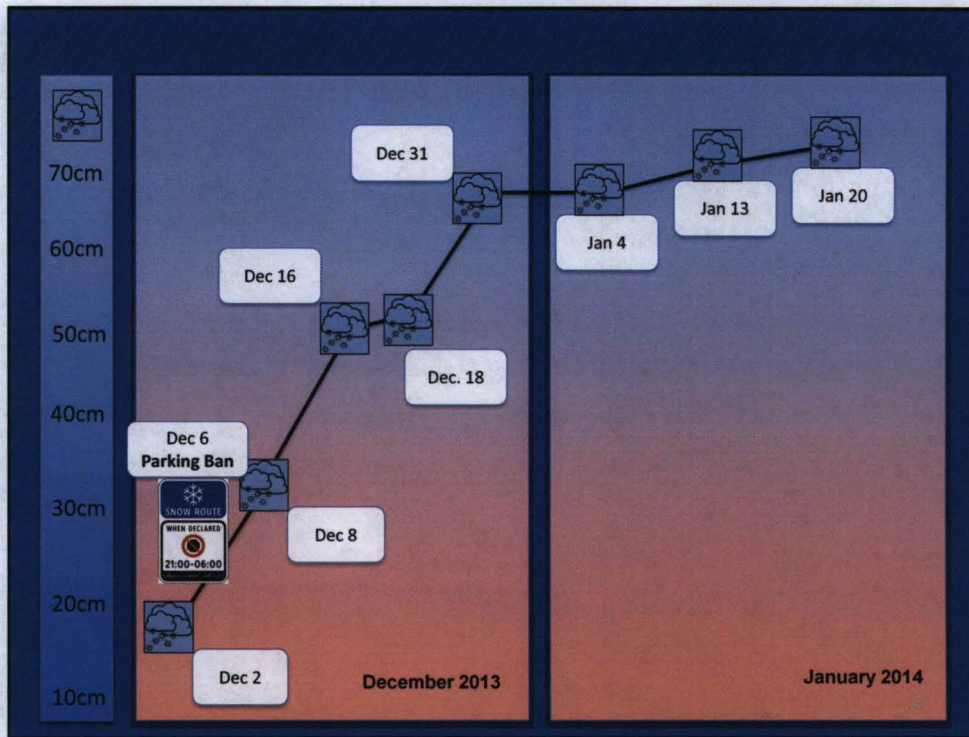 70cm
60cm
50cm
40cm
30cm
20cm
10cm
Dec 31
Dec 16
Dec. 18
Dec 6
Parking Ban
SNOW ROUTE
WHEN DECLARED
21:00-06:00
Dec 8
Dec 2
December 2013
Jan 4
Jan 13
Jan 20
January 2014